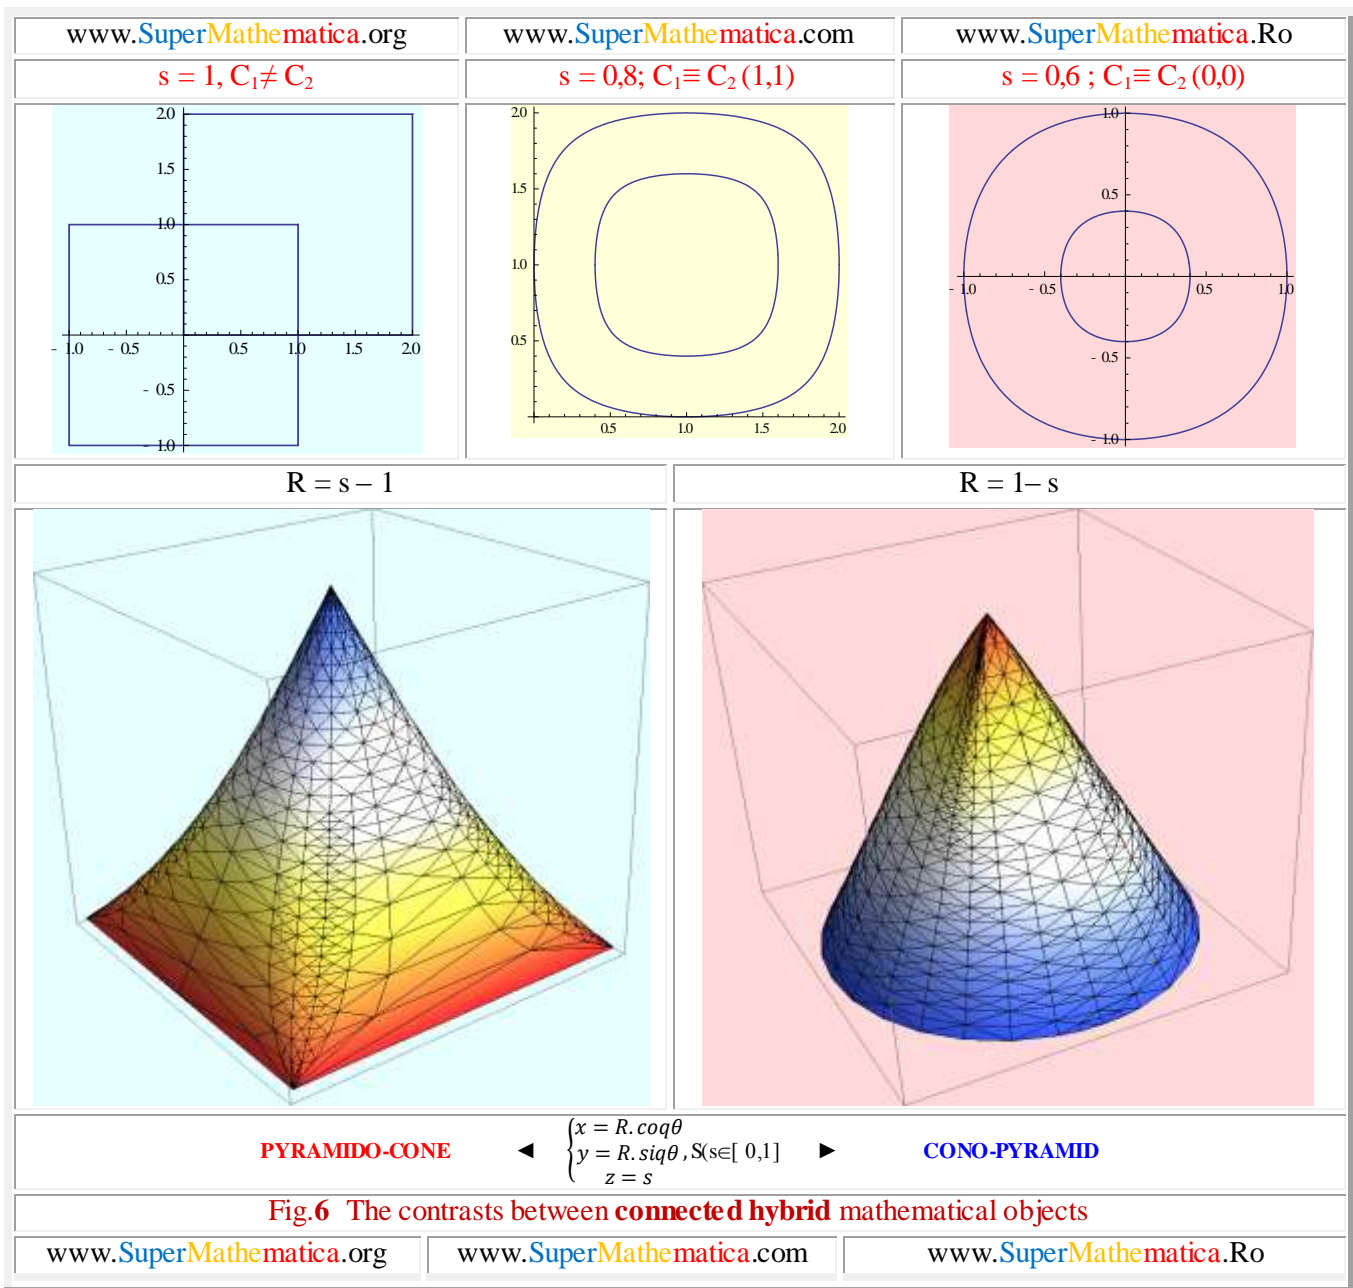 www.SuperMathematica.org www.SuperMathematica.com www.SuperMathematica.Ro
s = 1, C₁≠ C₂ s = 0,8; C₁≡ C₂ (1,1) s = 0,6 ; C₁≡ C₂ (0,0)
2.0
1.5
1.0
0.5
- 1.0 - 0.5 0.5 1.0 1.5 2.0
- 0.5
- 1.0
2.0
1.5
1.0
0.5
0.5 1.0 1.5 2.0
1.0
0.5
- 1.0 - 0.5 0.5 1.0
- 0.5
- 1.0
R = s – 1 R = 1– s
x = R. coqθ
PYRAMIDO-CONE ◄ { y = R. siqθ , S(s∈[ 0,1] ► CONO-PYRAMID
z = s
Fig.6 The contrasts between connected hybrid mathematical objects
www.SuperMathematica.org www.SuperMathematica.com www.SuperMathematica.Ro